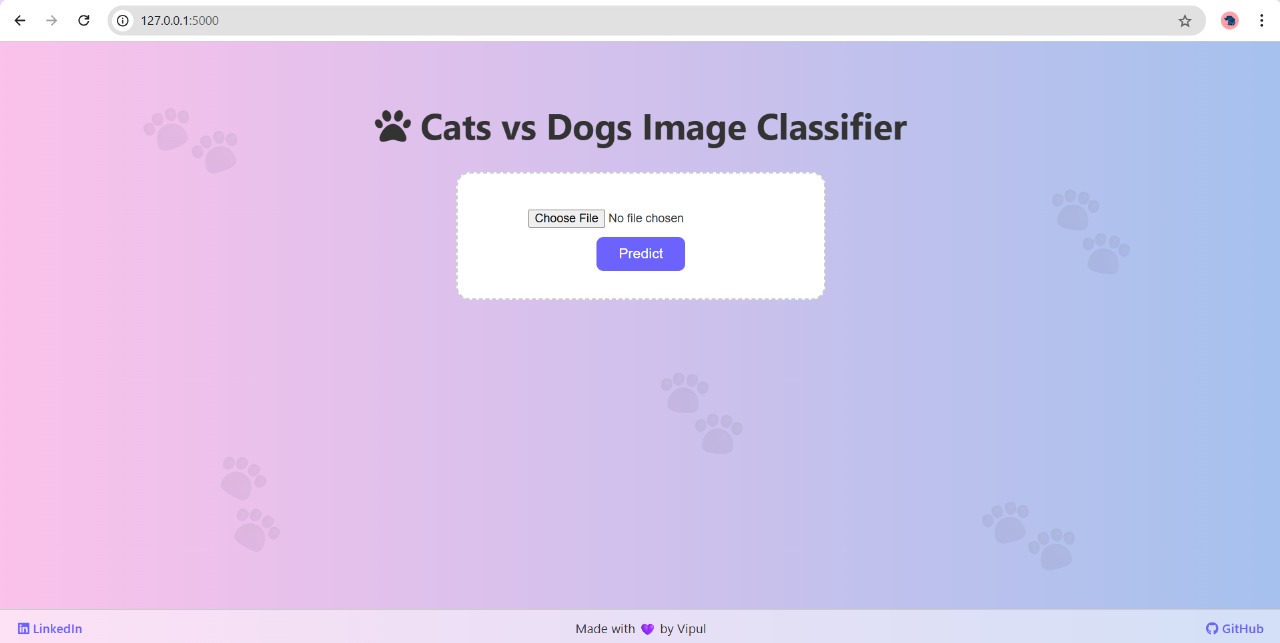 127.0.0.1:5000
Cats vs Dogs Image Classifier
Choose File No file chosen
Predict
LinkedIn
Made with 💜 by Vipul
GitHub